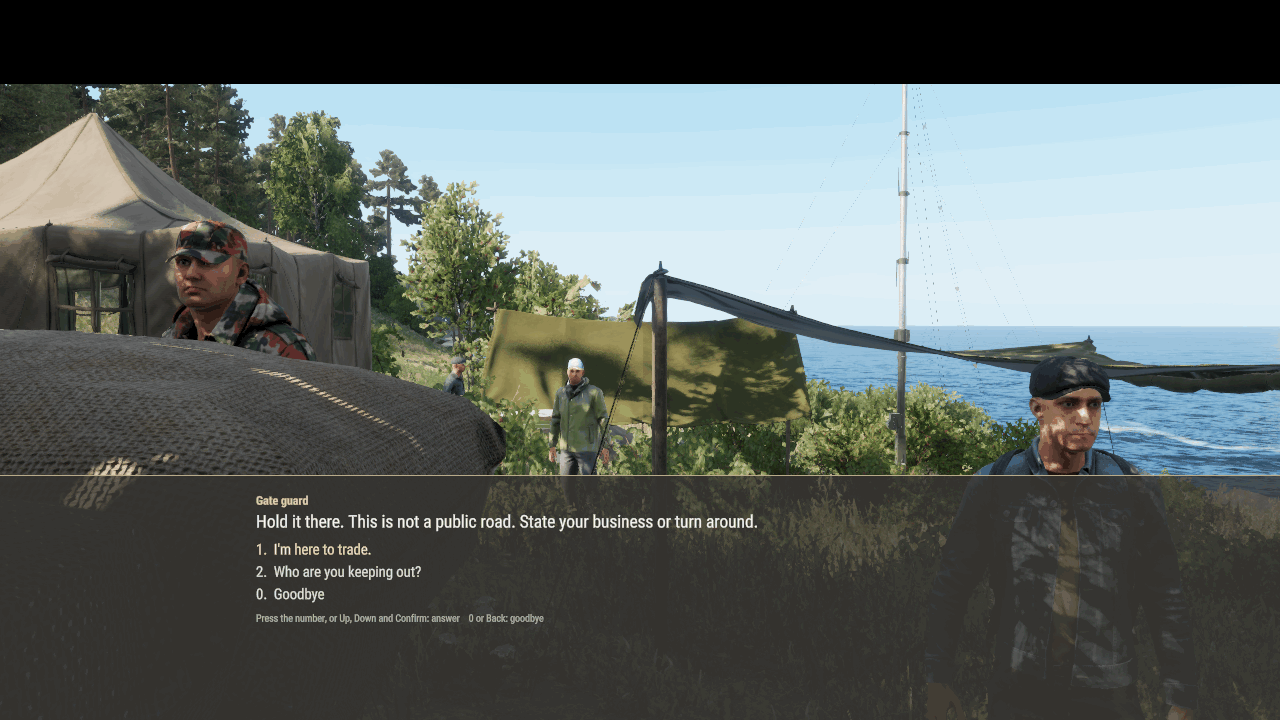 Gate guard
Hold it there. This is not a public road. State your business or turn around.
1. I'm here to trade.
2. Who are you keeping out?
0. Goodbye
Press the number, or Up, Down and Confirm: answer 0 or Back: goodbye